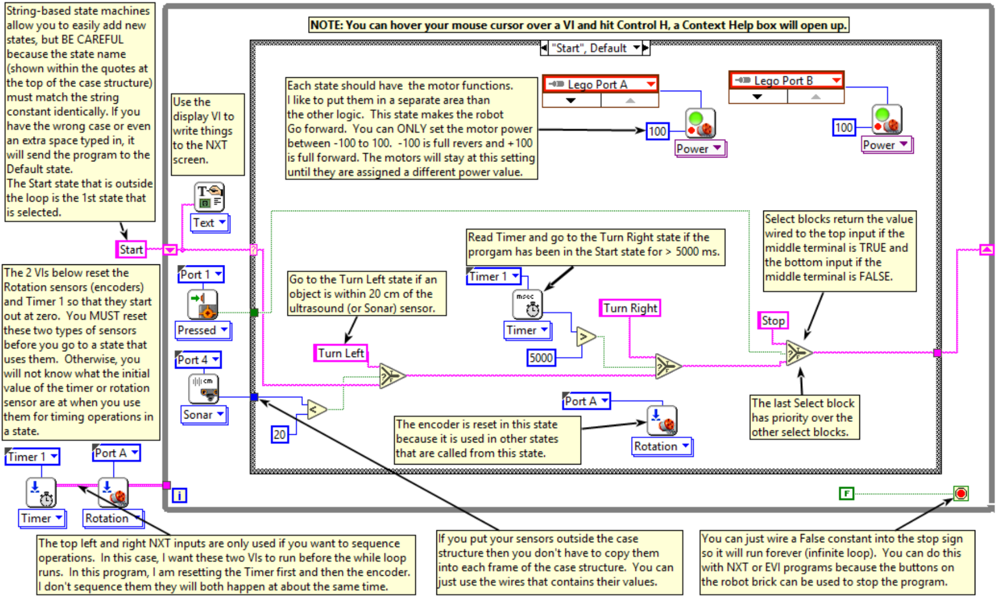 String-based state machines
allow you to easily add new
states, but BE CAREFUL
because the state name
(shown within the quotes at
the top of the case structure)
must match the string
constant identically. If you
have the wrong case or even
an extra space typed in, it
will send the program to the
Default state.
The Start state that is outside
the loop is the 1st state that
is selected.
Start
The 2 VIs below reset the
Rotation sensors (encoders)
and Timer 1 so that they start
out at zero. You MUST reset
these two types of sensors
before you go to a state that
uses them. Otherwise, you
will not know what the initial
value of the timer or rotation
sensor are at when you use
them for timing operations in
a state.
Timer 1
Port A
Timer
Rotation
NOTE: You can hover your mouse cursor over a VI and hit Control H, a Context Help box will open up.
Use the
display VI to
write things
to the NXT
screen.
T
Text
Port 1
Pressed
Port 4
cm
Sonar
i
"Start", Default
Each state should have the motor functions.
I like to put them in a separate area than
the other logic. This state makes the robot
Go forward. You can ONLY set the motor power
between -100 to 100. -100 is full revers and +100
is full forward. The motors will stay at this setting
until they are assigned a different power value.
Lego Port A
100
Power
Lego Port B
100
Power
?
Go to the Turn Left state if an
object is within 20 cm of the
ultrasound (or Sonar) sensor.
Turn Left
<
20
? T F
Read Timer and go to the Turn Right state if the
prorgam has been in the Start state for > 5000 ms.
Timer 1
msec
Timer
>
5000
Turn Right
? T F
Select blocks return the value
wired to the top input if the
middle terminal is TRUE and
the bottom input if the
middle terminal is FALSE.
Stop
? T F
The last Select block
has priority over the
other select blocks.
Port A
Rotation
The encoder is reset in this state
because it is used in other states
that are called from this state.
F
The top left and right NXT inputs are only used if you want to sequence
operations. In this case, I want these two VIs to run before the while loop
runs. In this program, I am resetting the Timer first and then the encoder.
I don't sequence them they will both happen at about the same time.
If you put your sensors outside the case
structure then you don't have to copy them
into each frame of the case structure. You can
just use the wires that contains their values.
You can just wire a False constant into the stop sign
so it will run forever (infinite loop). You can do this
with NXT or EVI programs because the buttons on
the robot brick can be used to stop the program.